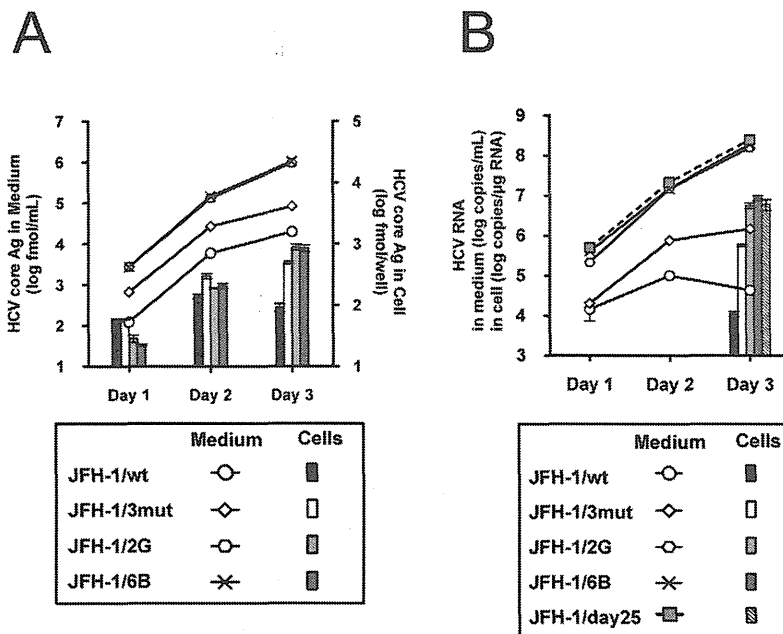 A
HCV core Ag in Medium
(log fmol/mL)
7
6
5
4
3
2
1
HCV core Ag in Cell
(log fmol/well)
5
4
3
2
1
Day 1 Day 2 Day 3
Medium Cells
JFH-1/wt
JFH-1/3mut
JFH-1/2G
JFH-1/6B
B
HCV RNA
in medium (log copies/mL)
in cell (log copies/µg RNA)
9
8
7
6
5
4
3
Day 1 Day 2 Day 3
Medium Cells
JFH-1/wt
JFH-1/3mut
JFH-1/2G
JFH-1/6B
JFH-1/day25